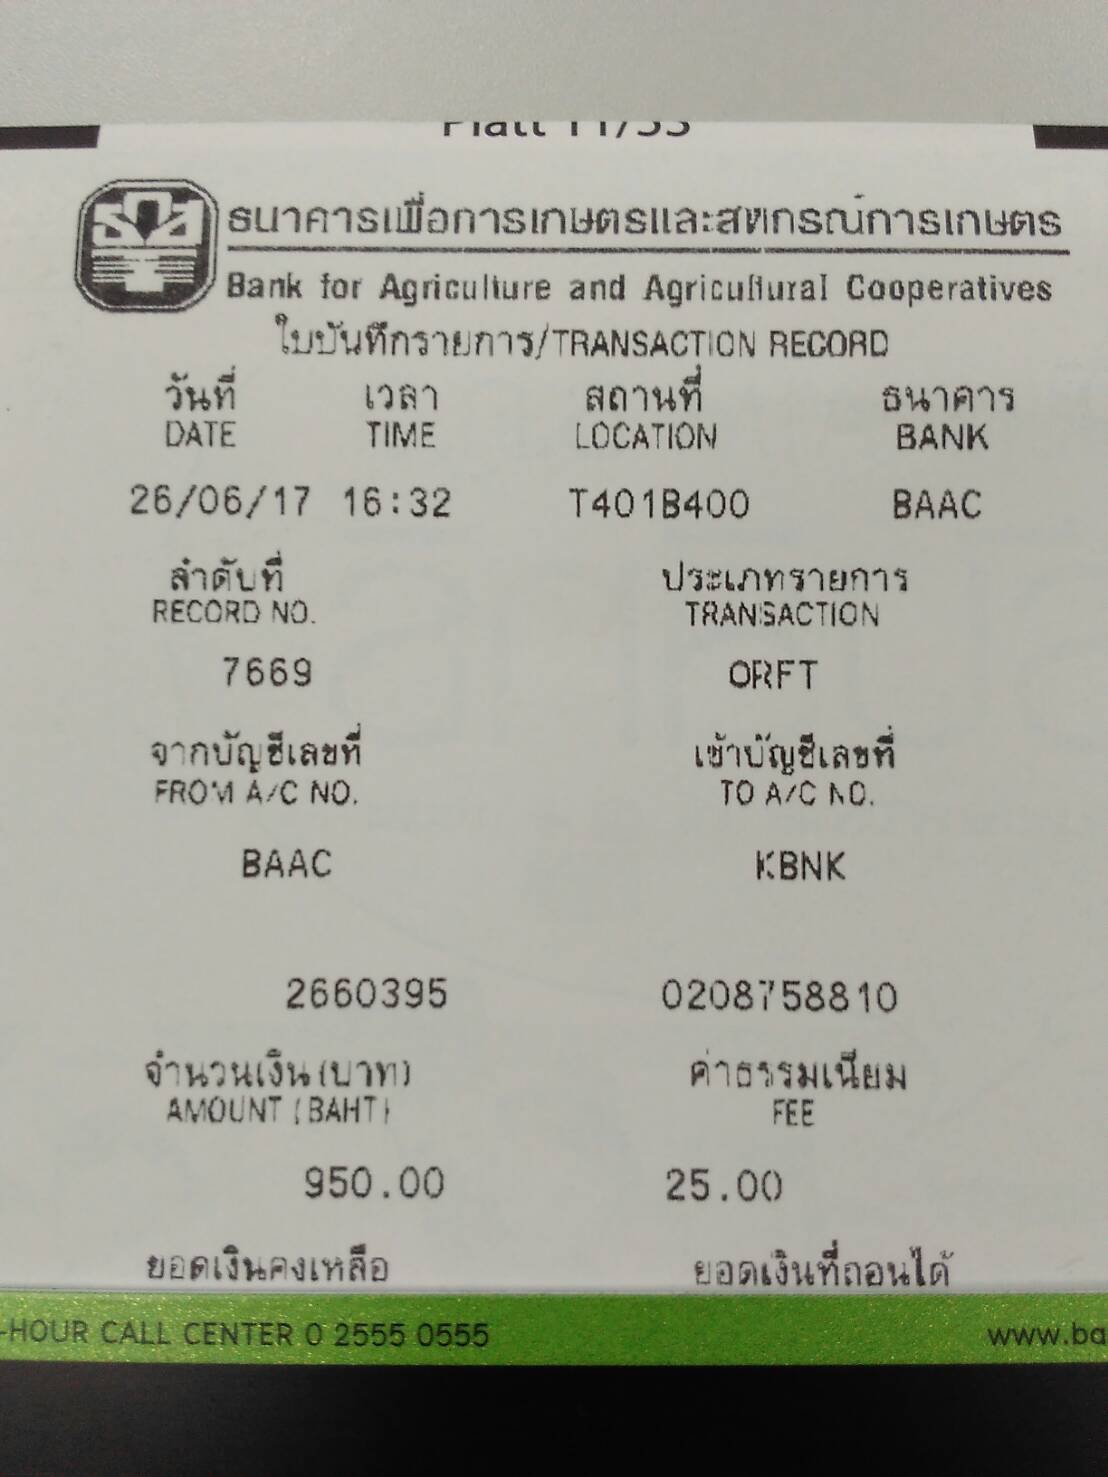 ธนาคารเพื่อการเกษตรและสหกรณ์การเกษตร
Bank for Agriculture and Agricultural Cooperatives
ใบบันทึกรายการ/TRANSACTION RECORD
วันที่ เวลา สถานที่ ธนาคาร
DATE TIME LOCATION BANK
26/06/17 16:32 T401B400 BAAC
ลำดับที่ ประเภทรายการ
RECORD NO. TRANSACTION
7669 ORFT
จากบัญชีเลขที่ เข้าบัญชีเลขที่
FROM A/C NO. TO A/C NO.
BAAC KBNK
2660395 0208758810
จำนวนเงิน(บาท) ค่าธรรมเนียม
AMOUNT (BAHT) FEE
950.00 25.00
ยอดเงินคงเหลือ ยอดเงินที่ถอนได้
-HOUR CALL CENTER 0 2555 0555 www.ba